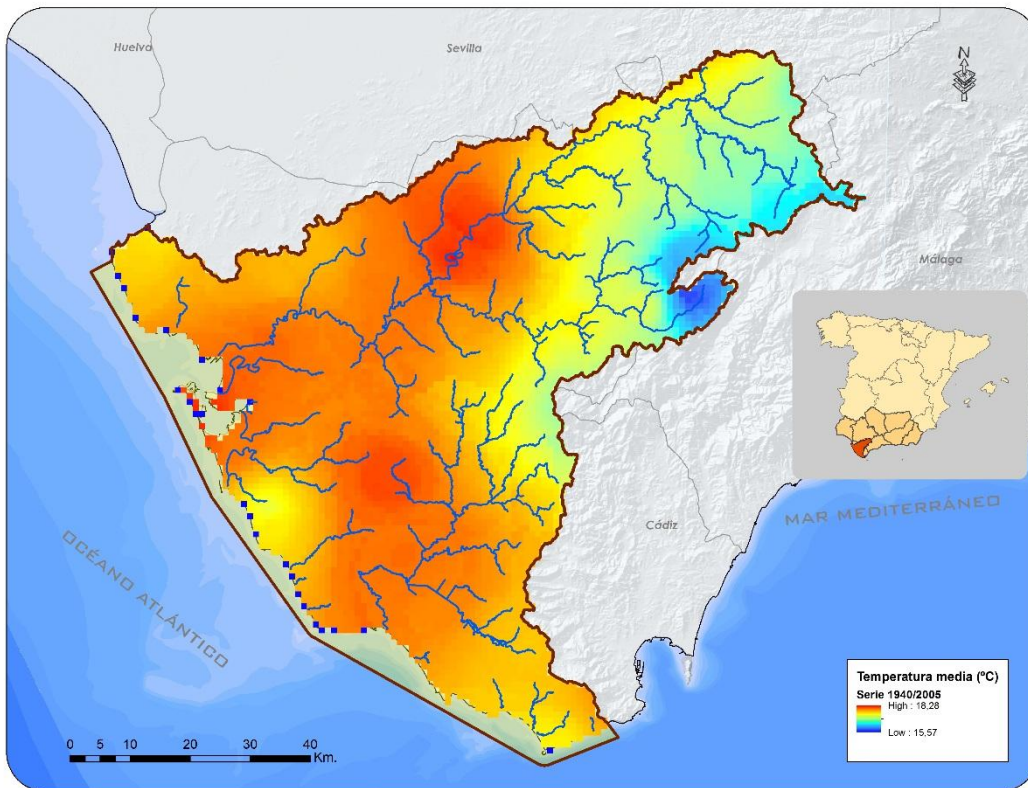 Huelva
Sevilla
N
Málaga
Cádiz
MAR MEDITERRÁNEO
OCÉANO ATLÁNTICO
Temperatura media (ºC)
Serie 1940/2005
High : 18,28
Low : 15,57
0 5 10 20 30 40
Km.